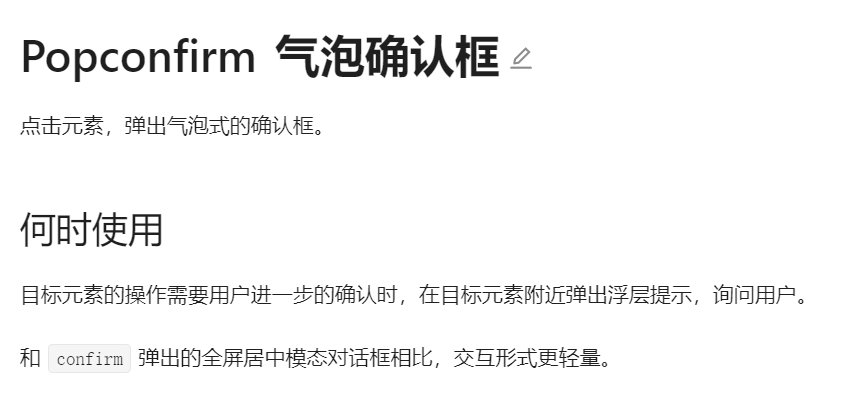 Popconfirm 气泡确认框
点击元素，弹出气泡式的确认框。
何时使用
目标元素的操作需要用户进一步的确认时，在目标元素附近弹出浮层提示，询问用户。
和 confirm 弹出的全屏居中模态对话框相比，交互形式更轻量。